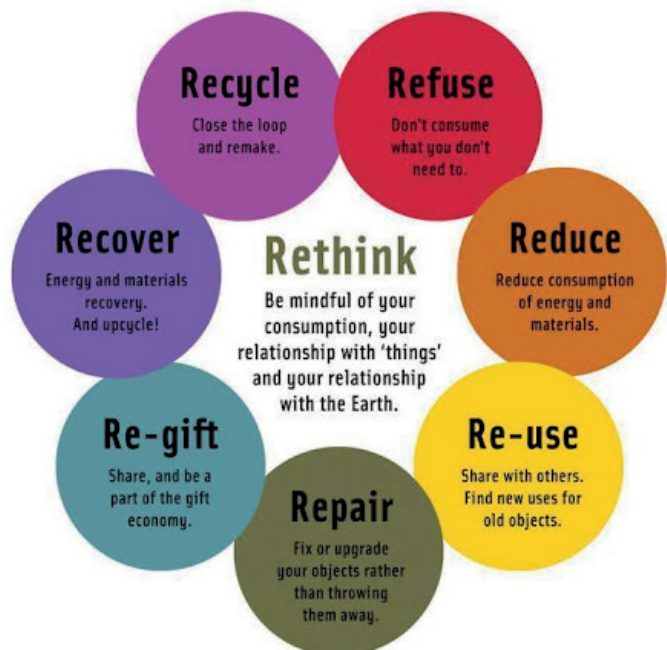 Recycle
Close the loop
and remake.
Refuse
Don't consume
what you don't
need to.
Recover
Energy and materials
recovery.
And upcycle!
Rethink
Be mindful of your
consumption, your
relationship with 'things'
and your relationship
with the Earth.
Reduce
Reduce consumption
of energy and
materials.
Re-gift
Share, and be a
part of the gift
economy.
Repair
Fix or upgrade
your objects rather
than throwing
them away.
Re-use
Share with others.
Find new uses for
old objects.